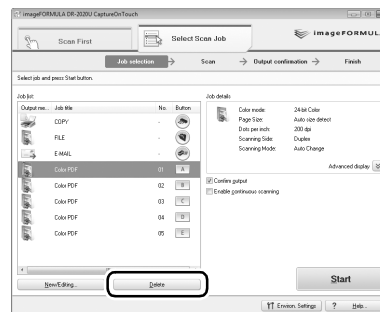 imageFORMULA DR-2020U CaptureOnTouch
Scan First
Select Scan Job
imageFORMULA
Job selection → Scan → Output confirmation → Finish
Select job and press Start button.
Job list
Output me... Job title No. Button
COPY -
FILE -
E-MAIL -
Color PDF 01 A
Color PDF 02 B
Color PDF 03 C
Color PDF 04 D
Color PDF 05 E
New/Editing... Delete
Job details
Color mode: 24-bit Color
Page Size: Auto size detect
Dots per inch: 200 dpi
Scanning Side: Duplex
Scanning Mode: Auto Change
Advanced display
Confirm output
Enable continuous scanning
Start
Environ. Settings ? Help...